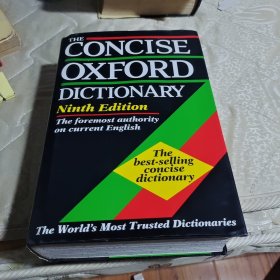 THE
CONCISE
OXFORD
DICTIONARY
Ninth Edition
The foremost authority
on current English
The
best-selling
concise
dictionary
The World's Most Trusted Dictionaries